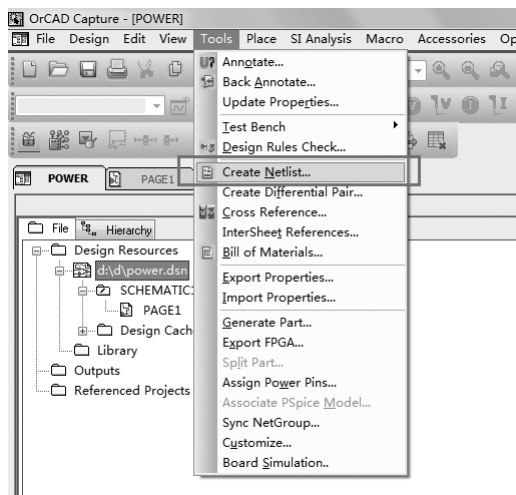 OrCAD Capture - [POWER]
File Design Edit View Tools Place SI Analysis Macro Accessories Op
Annotate...
Back Annotate...
Update Properties...
Test Bench
Design Rules Check...
Create Netlist...
Create Differential Pair...
Cross Reference...
InterSheet References...
Bill of Materials...
Export Properties...
Import Properties...
Generate Part...
Export FPGA...
Split Part...
Assign Power Pins...
Associate PSpice Model...
Sync NetGroup...
Customize...
Board Simulation..
POWER PAGE1
File Hierarchy
Design Resources
d:\d\power.dsn
SCHEMATIC1
PAGE1
Design Cach
Library
Outputs
Referenced Projects